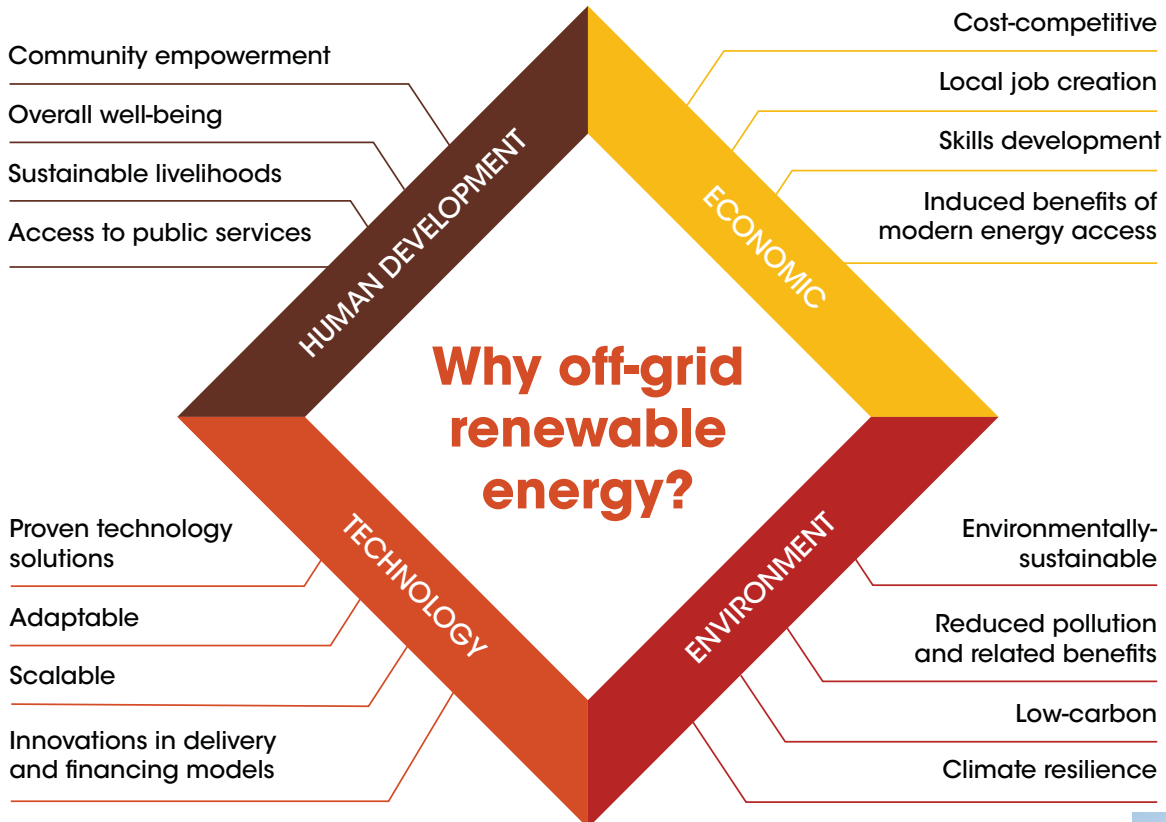 Community empowerment
Overall well-being
Sustainable livelihoods
Access to public services
HUMAN DEVELOPMENT
Cost-competitive
Local job creation
Skills development
Induced benefits of
modern energy access
ECONOMIC
Why off-grid
renewable
energy?
Proven technology
solutions
Adaptable
Scalable
Innovations in delivery
and financing models
TECHNOLOGY
Environmentally-
sustainable
Reduced pollution
and related benefits
Low-carbon
Climate resilience
ENVIRONMENT